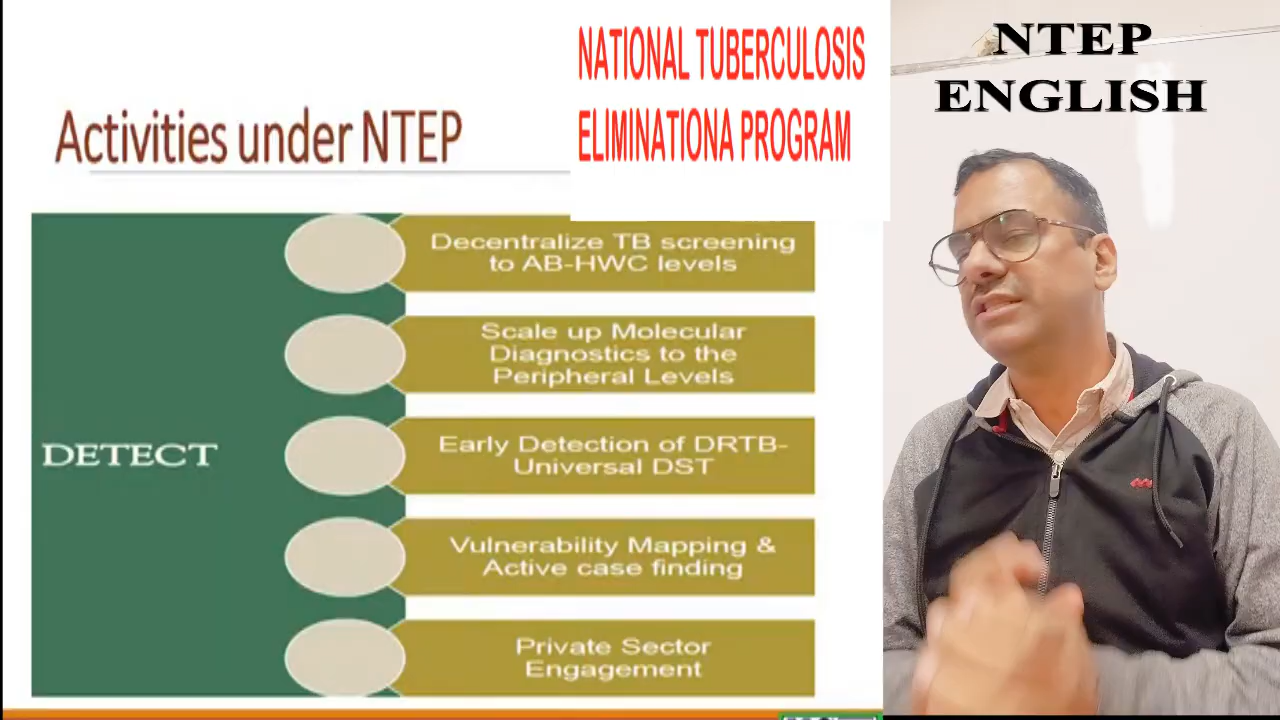 NATIONAL TUBERCULOSIS
ELIMINATIONA PROGRAM
NTEP
ENGLISH
Activities under NTEP
DETECT
Decentralize TB screening
to AB-HWC levels
Scale up Molecular
Diagnostics to the
Peripheral Levels
Early Detection of DRTB-
Universal DST
Vulnerability Mapping &
Active case finding
Private Sector
Engagement